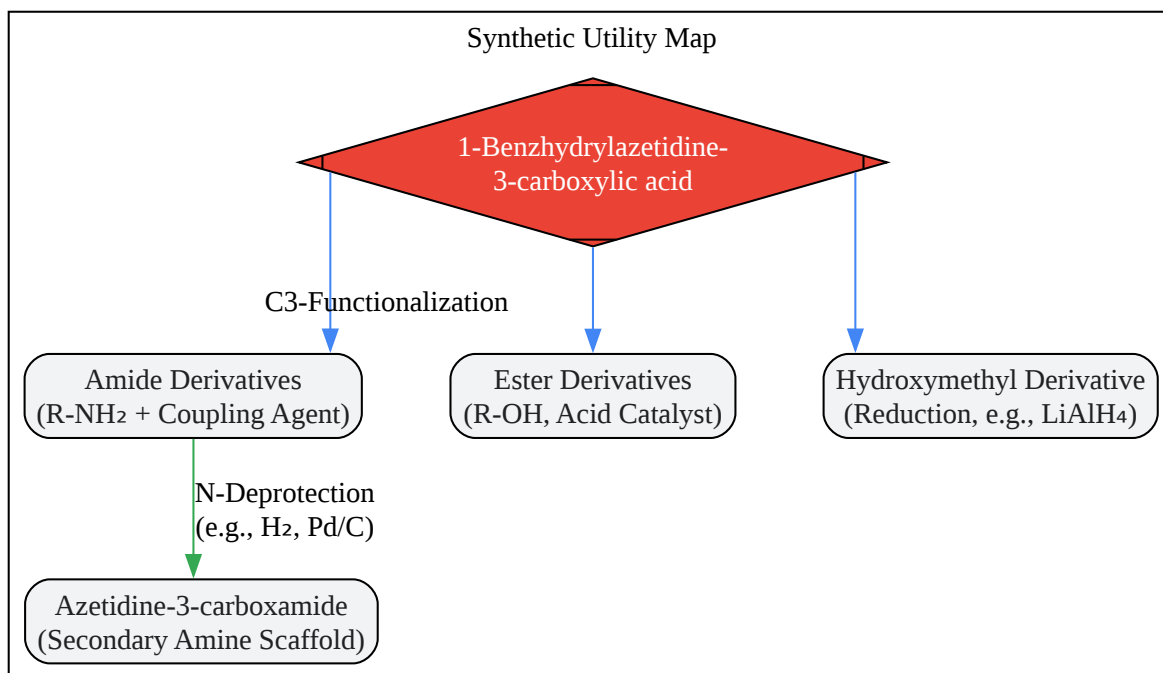 Synthetic Utility Map
1-Benzhydrylazetidine-
3-carboxylic acid
C3-Functionalization
Amide Derivatives
(R-NH₂ + Coupling Agent)
Ester Derivatives
(R-OH, Acid Catalyst)
Hydroxymethyl Derivative
(Reduction, e.g., LiAlH₄)
N-Deprotection
(e.g., H₂, Pd/C)
Azetidine-3-carboxamide
(Secondary Amine Scaffold)